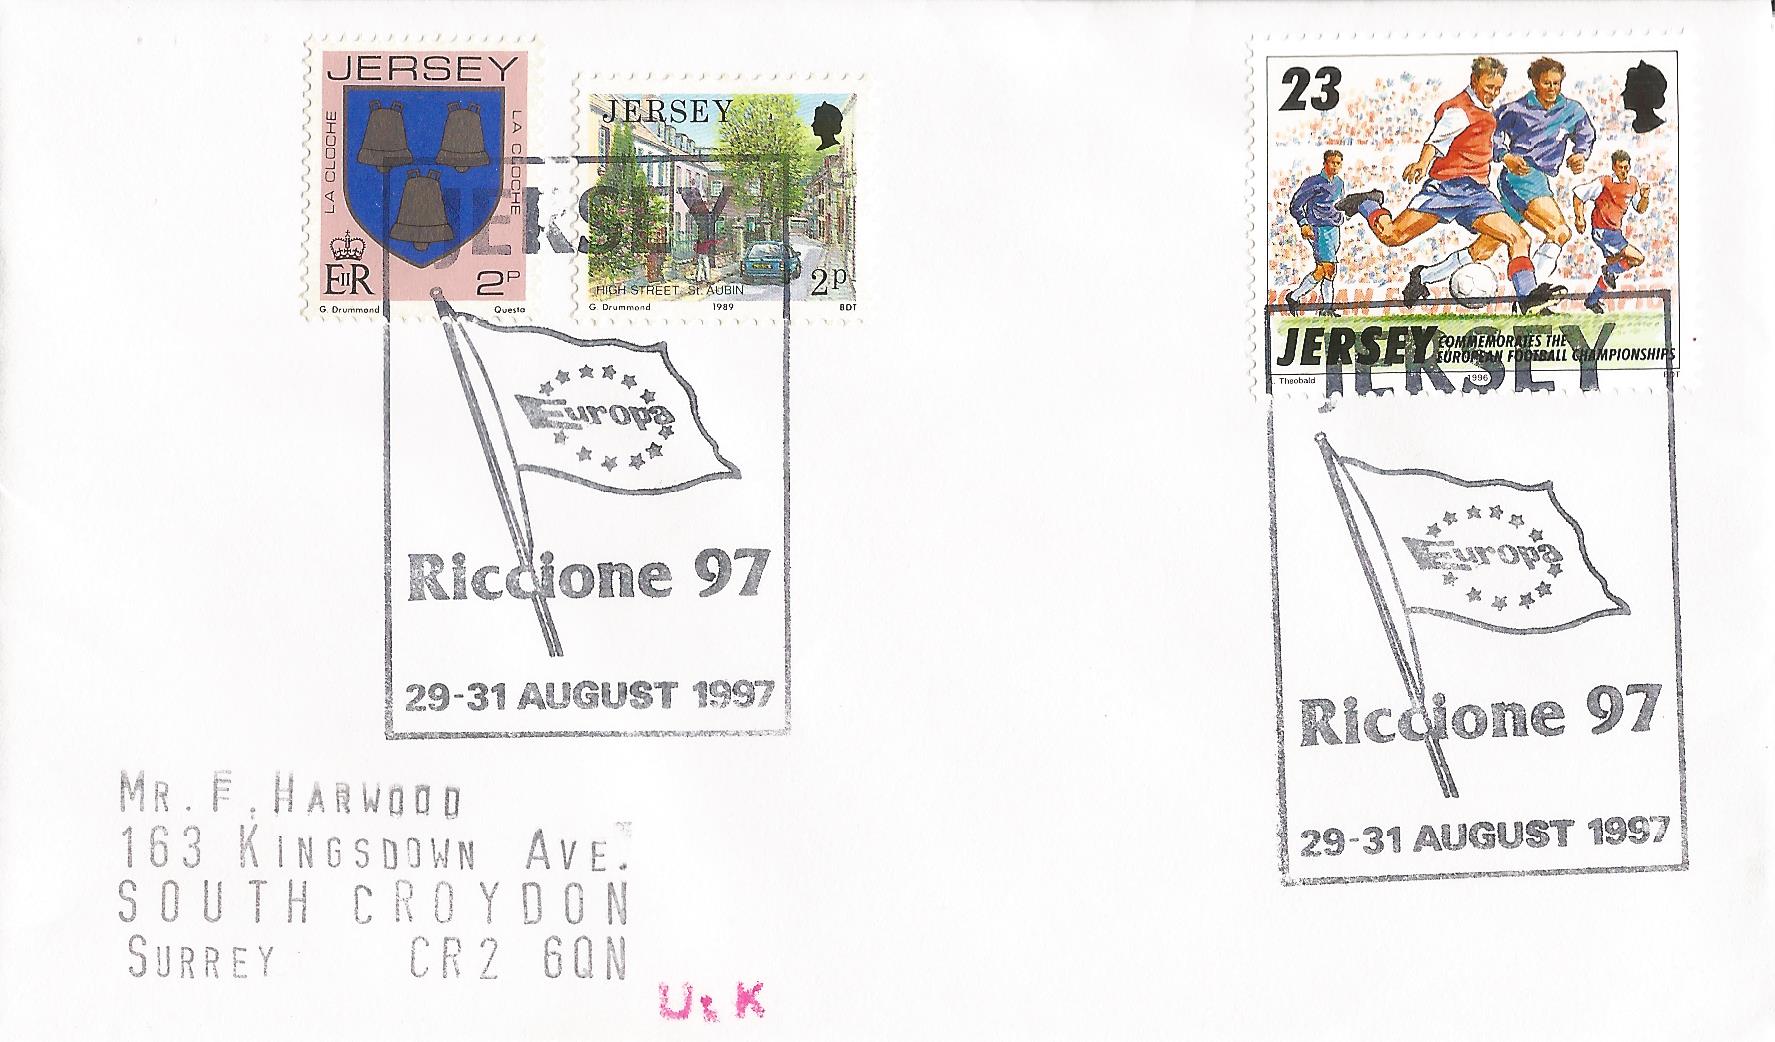 JERSEY
LA CLOCHE
LA CLOCHE
EIIR
2P
G. Drummond
Questa
JERSEY
HIGH STREET, St. AUBIN
2p
G. Drummond
1989
BDT
JERSEY
Europa
Riccione 97
29-31 AUGUST 1997
23
JERSEY
COMMEMORATES THE
EUROPEAN FOOTBALL CHAMPIONSHIPS
Theobald
1996
BDT
JERSEY
Europa
Riccione 97
29-31 AUGUST 1997
MR. F. HARWOOD
163 KINGSDOWN AVE.
SOUTH CROYDON
SURREY CR2 6QN
U.K